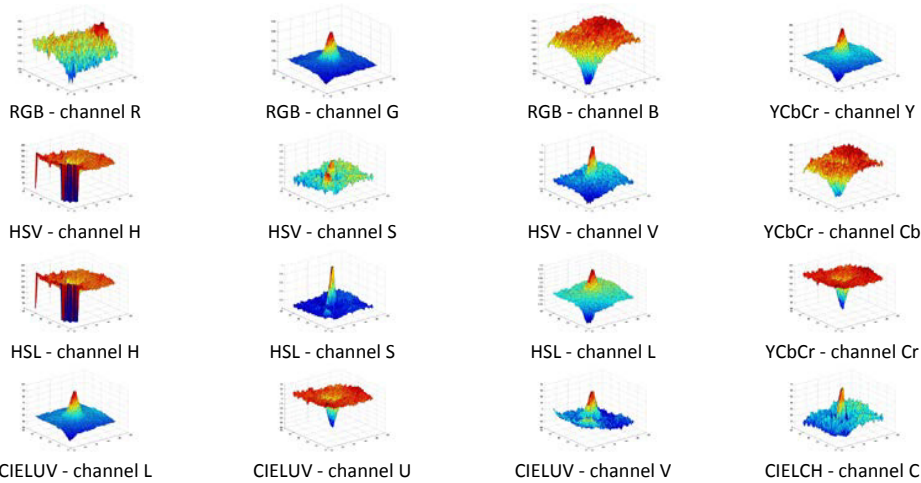 RGB - channel R
RGB - channel G
RGB - channel B
YCbCr - channel Y
HSV - channel H
HSV - channel S
HSV - channel V
YCbCr - channel Cb
HSL - channel H
HSL - channel S
HSL - channel L
YCbCr - channel Cr
CIELUV - channel L
CIELUV - channel U
CIELUV - channel V
CIELCH - channel C